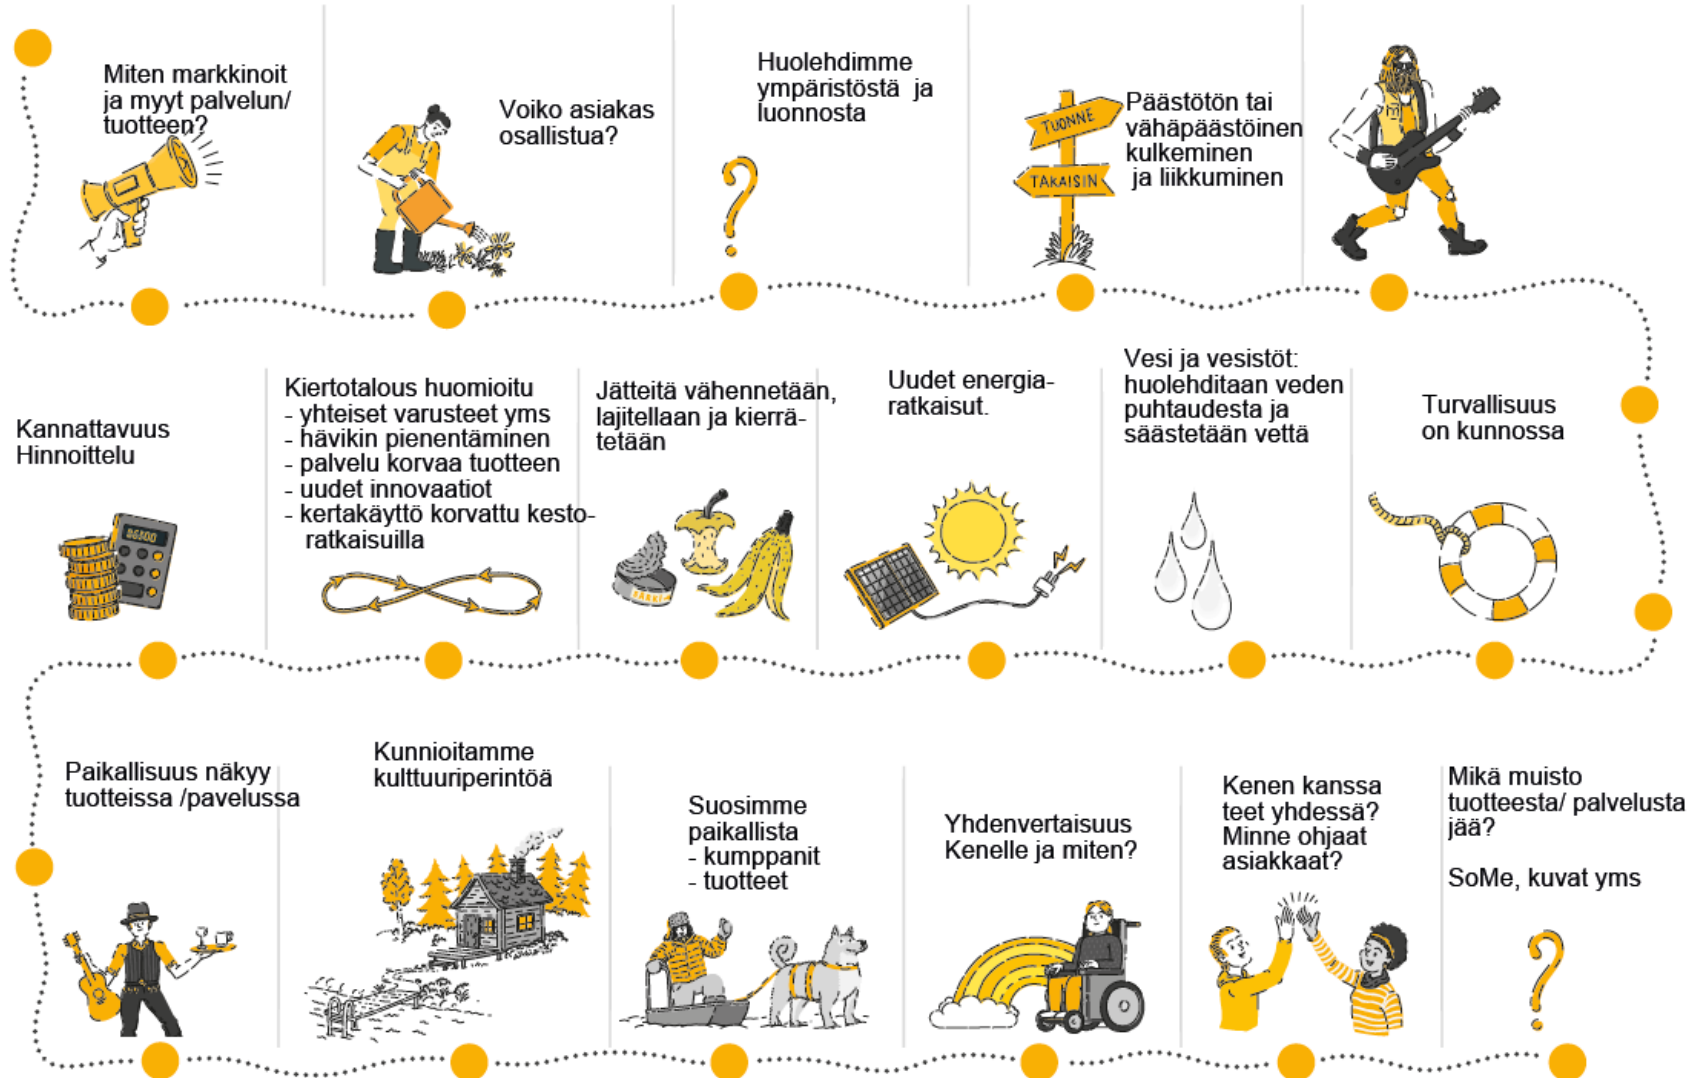 Miten markkinoit
ja myyt palvelun/
tuotteen?
Voiko asiakas
osallistua?
Huolehdimme
ympäristöstä ja
luonnosta
TUONNE
TAKAISIN
Päästötön tai
vähäpäästöinen
kulkeminen
ja liikkuminen
Kannattavuus
Hinnoittelu
Kiertotalous huomioitu
- yhteiset varusteet yms
- hävikin pienentäminen
- palvelu korvaa tuotteen
- uudet innovaatiot
- kertakäyttö korvattu kesto-
ratkaisuilla
Jätteitä vähennetään,
lajitellaan ja kierrä-
tetään
Uudet energia-
ratkaisut.
Vesi ja vesistöt:
huolehditaan veden
puhtaudesta ja
säästetään vettä
Turvallisuus
on kunnossa
Paikallisuus näkyy
tuotteissa /pavelussa
Kunnioitamme
kulttuuriperintöä
Suosimme
paikallista
- kumppanit
- tuotteet
Yhdenvertaisuus
Kenelle ja miten?
Kenen kanssa
teet yhdessä?
Minne ohjaat
asiakkaat?
Mikä muisto
tuotteesta/ palvelusta
jää?
SoMe, kuvat yms